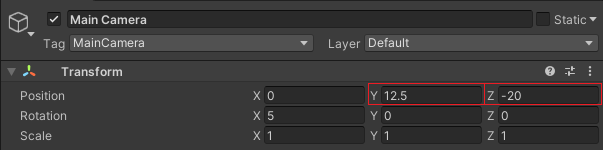 Main Camera Static
Tag MainCamera Layer Default
Transform
Position X 0 Y 12.5 Z -20
Rotation X 5 Y 0 Z 0
Scale X 1 Y 1 Z 1